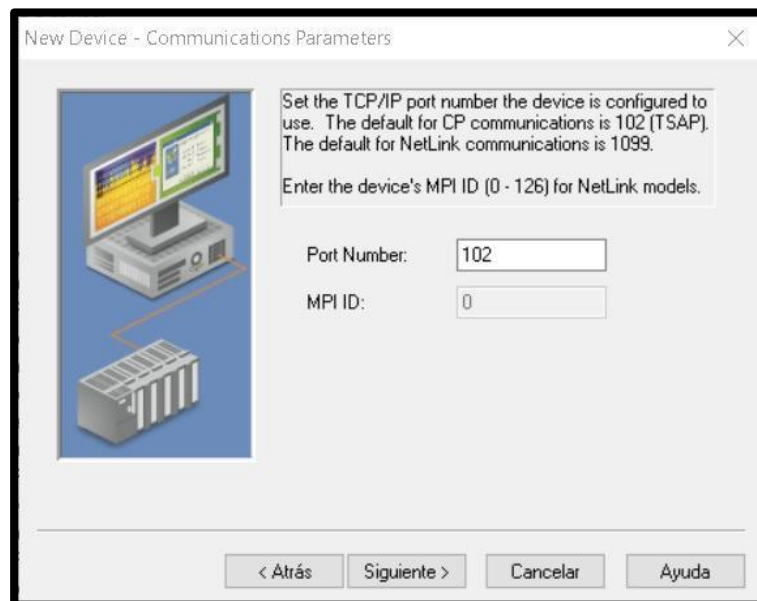 New Device - Communications Parameters
Set the TCP/IP port number the device is configured to
use. The default for CP communications is 102 (TSAP).
The default for NetLink communications is 1099.
Enter the device's MPI ID (0 - 126) for NetLink models.
Port Number: 102
MPI ID: 0
< Atrás Siguiente > Cancelar Ayuda